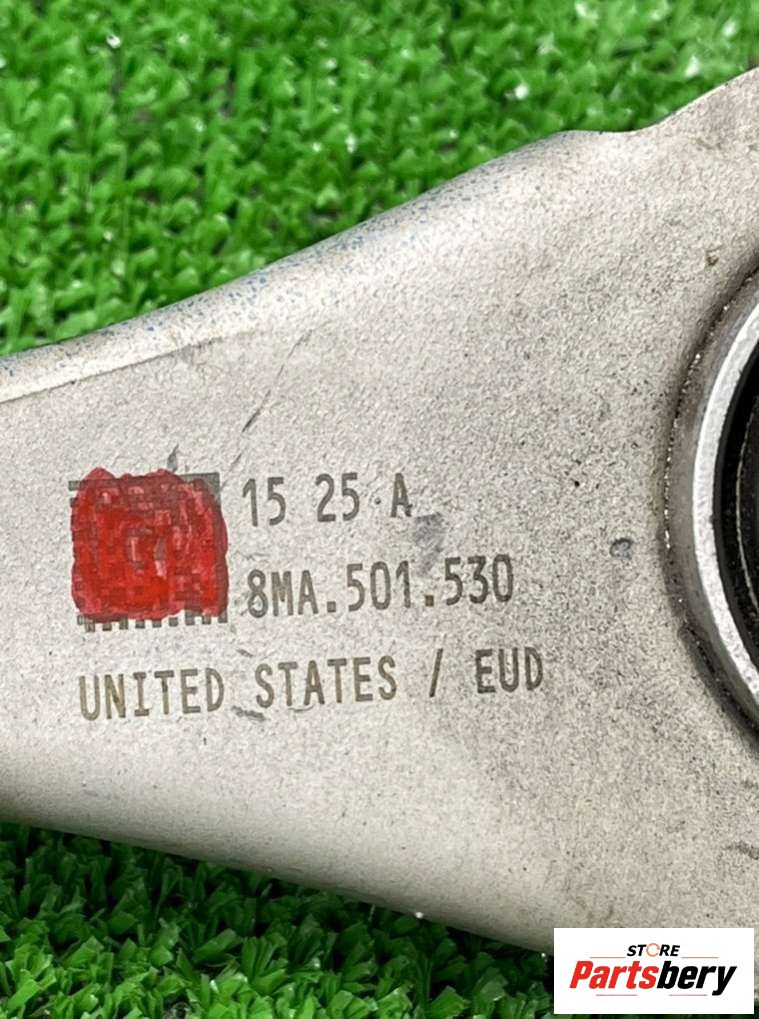 15 25 A
8MA.501.530
UNITED STATES / EUD
STORE
Partsbery